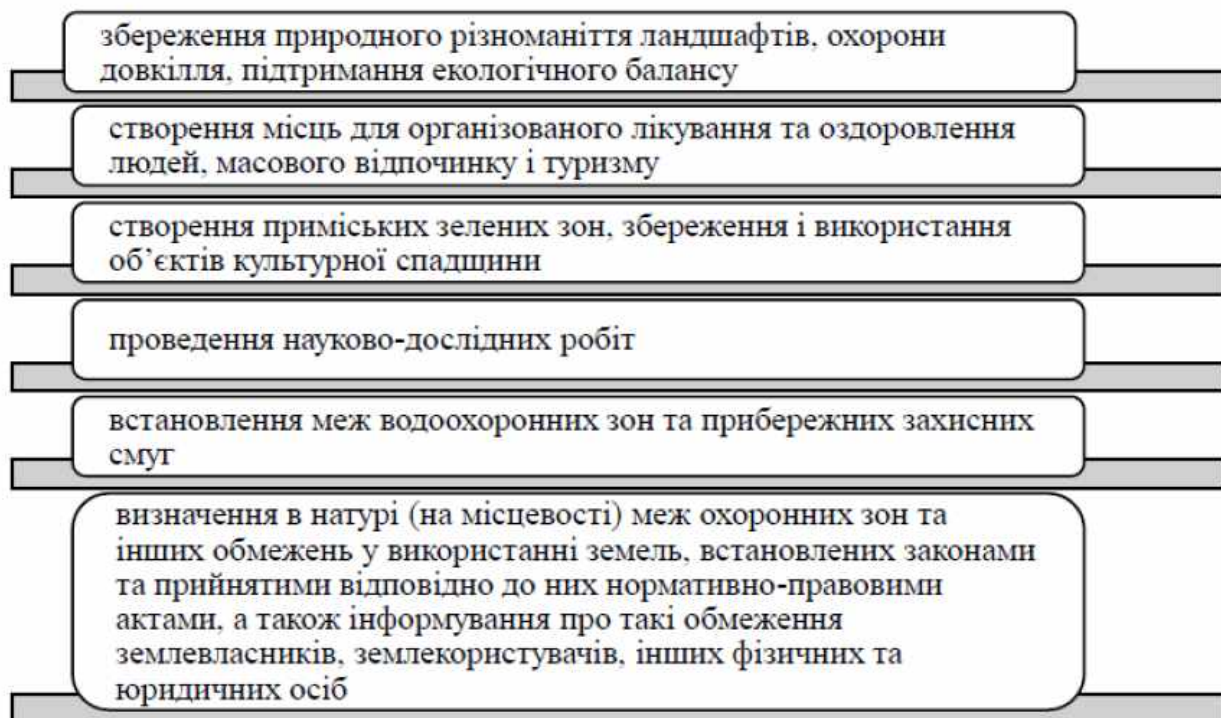 збереження природного різноманіття ландшафтів, охорони
довкілля, підтримання екологічного балансу
створення місць для організованого лікування та оздоровлення
людей, масового відпочинку і туризму
створення приміських зелених зон, збереження і використання
об’єктів культурної спадщини
проведення науково-дослідних робіт
встановлення меж водоохоронних зон та прибережних захисних
смуг
визначення в натурі (на місцевості) меж охоронних зон та
інших обмежень у використанні земель, встановлених законами
та прийнятими відповідно до них нормативно-правовими
актами, а також інформування про такі обмеження
землевласників, землекористувачів, інших фізичних та
юридичних осіб